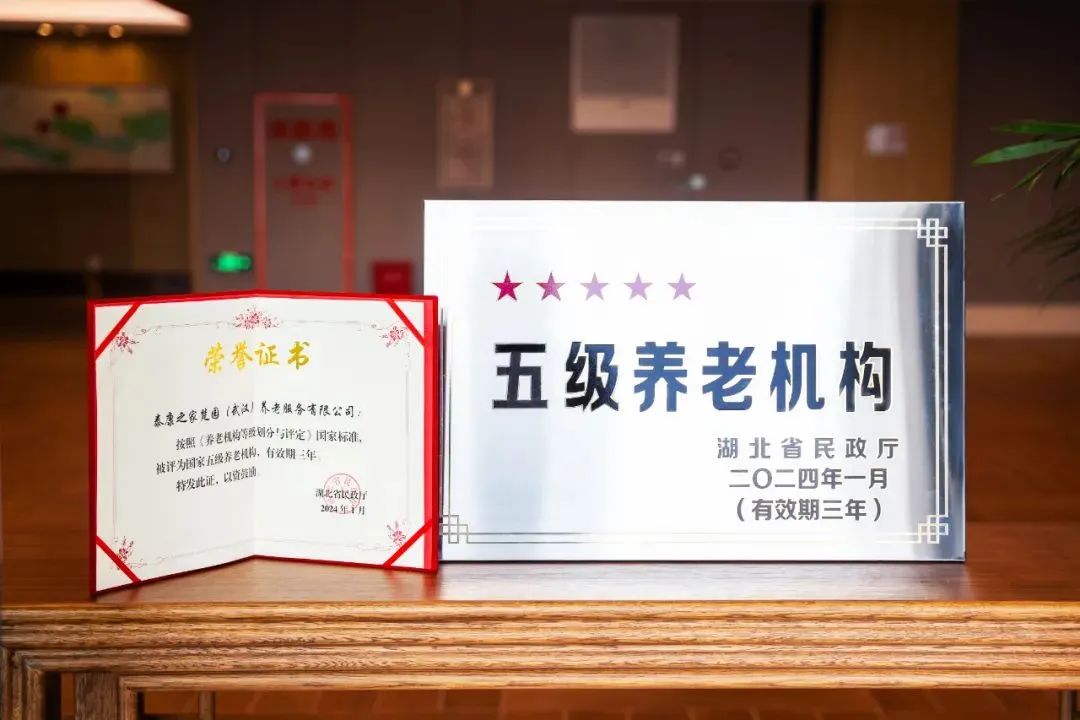 荣誉证书
泰康之家楚园（武汉）养老服务有限公司：
按照《养老机构等级划分与评定》国家标准，
被评为国家五级养老机构，有效期三年。
特发此证，以资鼓励。
湖北省民政厅
2024年1月
五级养老机构
湖北省民政厅
二〇二四年一月
（有效期三年）